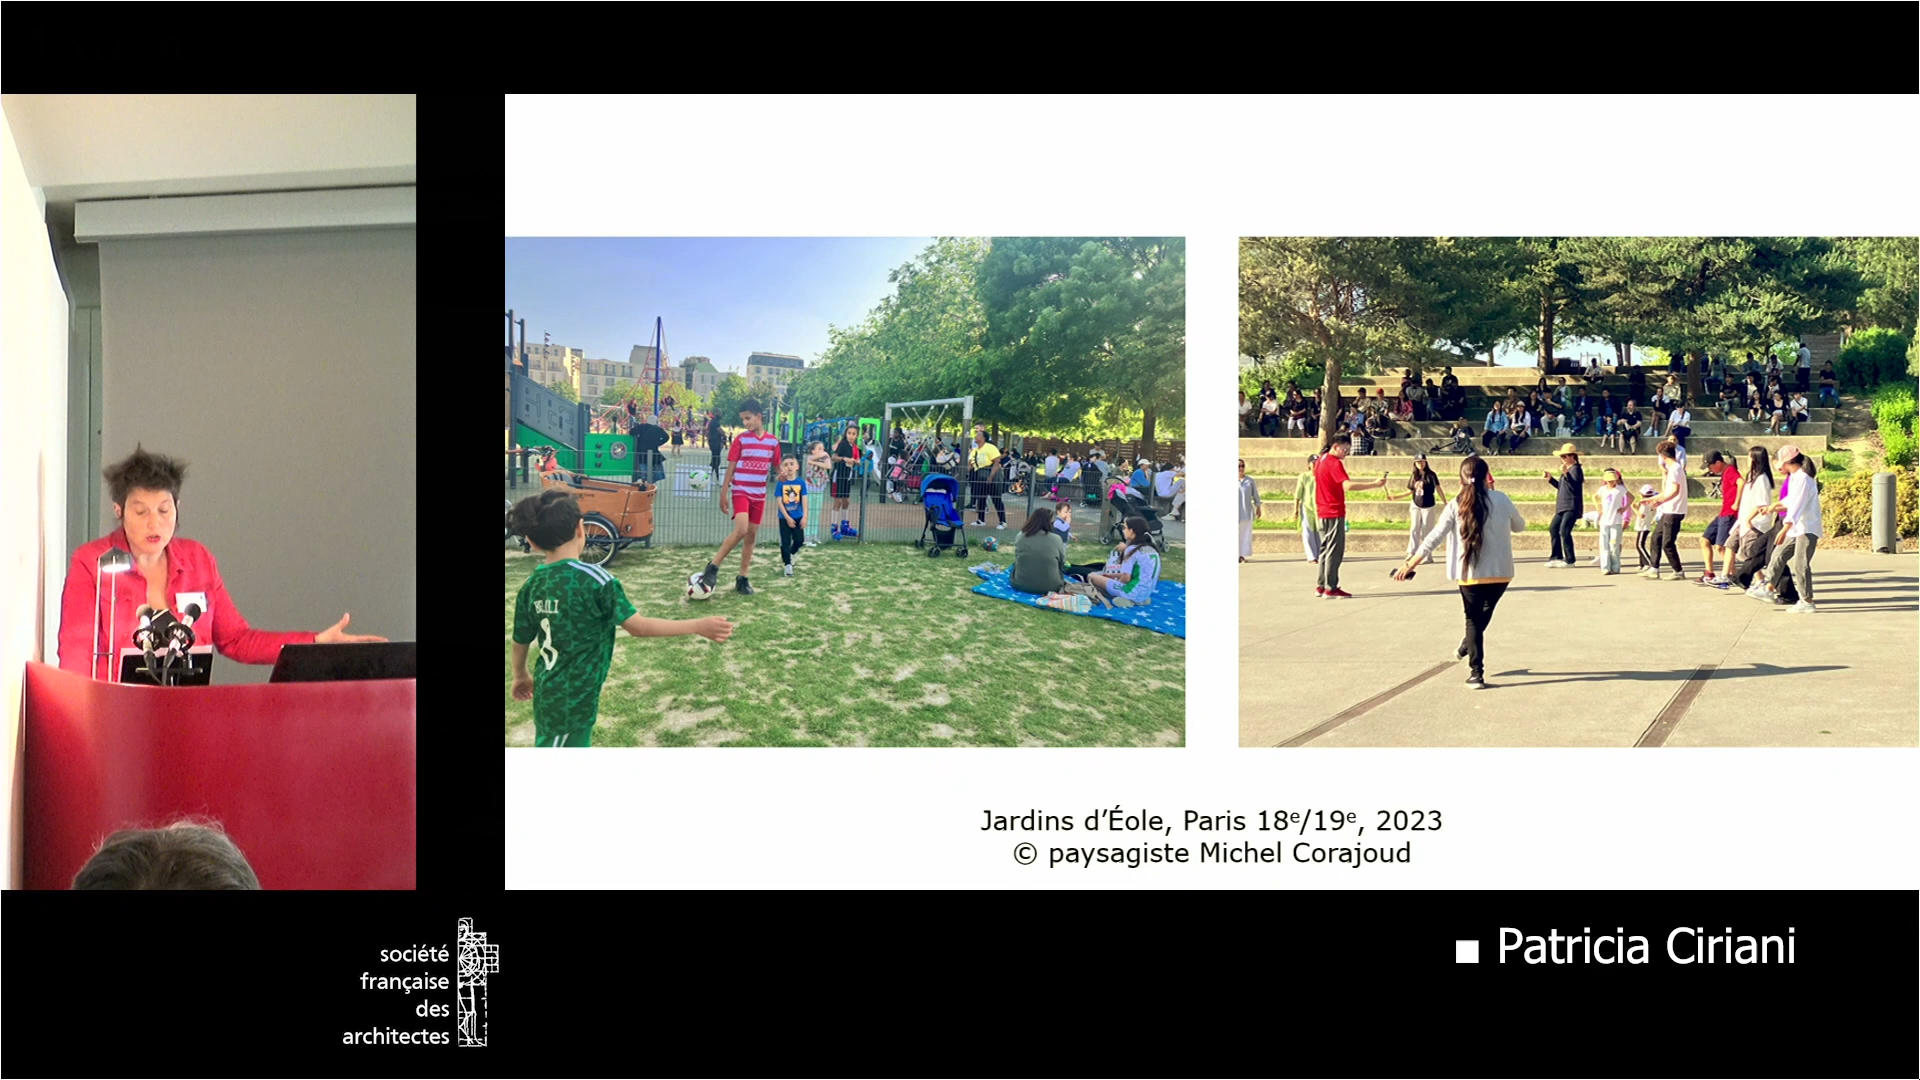 Jardins d’Éole, Paris 18ᵉ/19ᵉ, 2023
© paysagiste Michel Corajoud
société
française
des
architectes
Patricia Ciriani